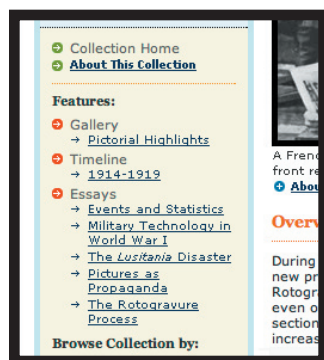 Collection Home
About This Collection
Features:
Gallery
→ Pictorial Highlights
Timeline
→ 1914-1919
Essays
→ Events and Statistics
→ Military Technology in
World War I
→ The Lusitania Disaster
→ Pictures as
Propaganda
→ The Rotogravure
Process
Browse Collection by:
A Fren
front re
Abou
Overv
During
new pr
Rotogr
even o
section
increas